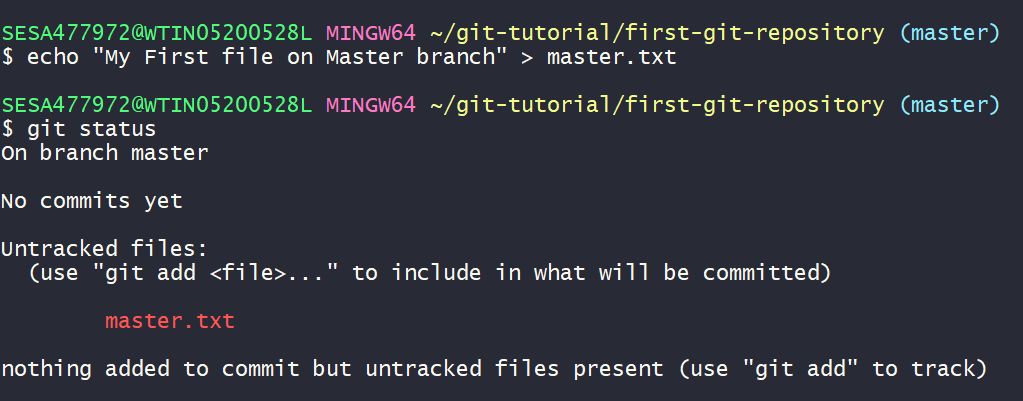 SESA477972@WTIN05200528L MINGW64 ~/git-tutorial/first-git-repository (master)
$ echo "My First file on Master branch" > master.txt
SESA477972@WTIN05200528L MINGW64 ~/git-tutorial/first-git-repository (master)
$ git status
On branch master
No commits yet
Untracked files:
(use "git add <file>..." to include in what will be committed)
master.txt
nothing added to commit but untracked files present (use "git add" to track)